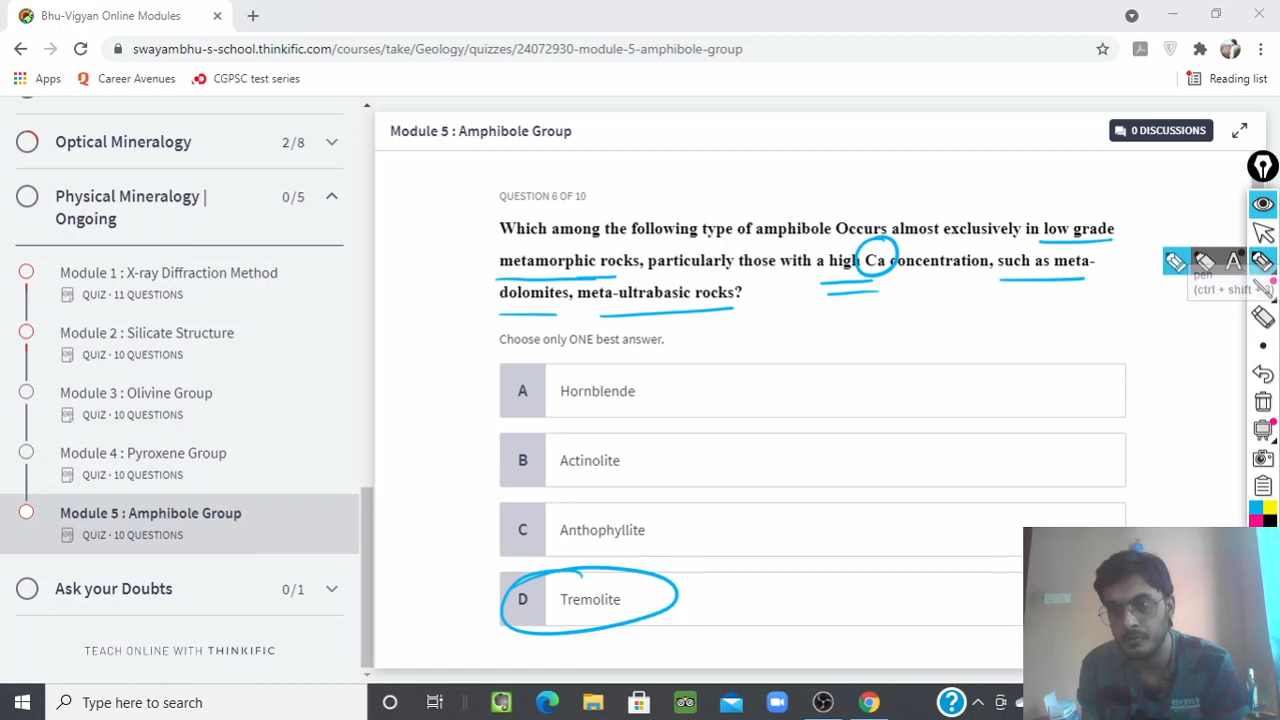 Bhu-Vigyan Online Modules
swayambhu-s-school.thinkific.com/courses/take/Geology/quizzes/24072930-module-5-amphibole-group
Apps
Career Avenues
CGPSC test series
Reading list
Optical Mineralogy 2/8
Physical Mineralogy | 0/5
Ongoing
Module 1 : X-ray Diffraction Method
QUIZ · 11 QUESTIONS
Module 2 : Silicate Structure
QUIZ · 10 QUESTIONS
Module 3 : Olivine Group
QUIZ · 10 QUESTIONS
Module 4 : Pyroxene Group
QUIZ · 10 QUESTIONS
Module 5 : Amphibole Group
QUIZ · 10 QUESTIONS
Ask your Doubts 0/1
TEACH ONLINE WITH THINKIFIC
Module 5 : Amphibole Group
0 DISCUSSIONS
QUESTION 6 OF 10
Which among the following type of amphibole Occurs almost exclusively in low grade
metamorphic rocks, particularly those with a high Ca concentration, such as meta-
dolomites, meta-ultrabasic rocks?
Choose only ONE best answer.
A Hornblende
B Actinolite
C Anthophyllite
D Tremolite
A
pen
Type here to search